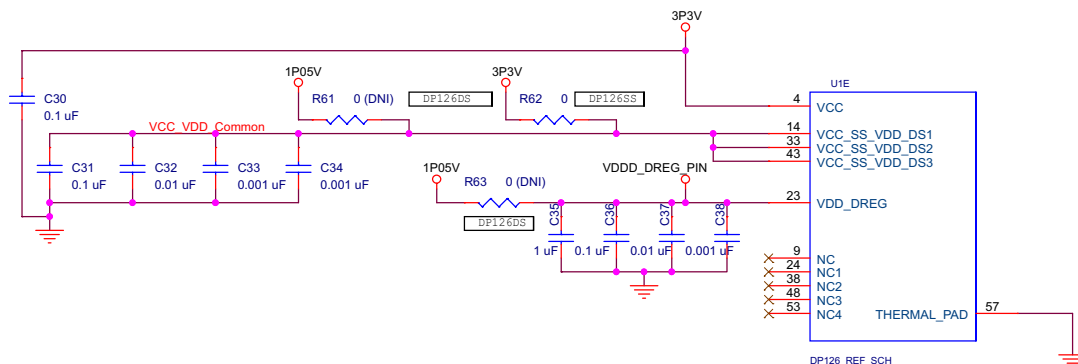 3P3V
1P05V
3P3V
U1E
R61 0 (DNI) DP126DS
R62 0 DP126SS
C30
0.1 uF
4 VCC
VCC_VDD_Common
14 VCC_SS_VDD_DS1
33 VCC_SS_VDD_DS2
43 VCC_SS_VDD_DS3
C31
0.1 uF
C32
0.01 uF
C33
0.001 uF
C34
0.001 uF
1P05V
R63 0 (DNI)
DP126DS
VDDD_DREG_PIN
23 VDD_DREG
C35
1 uF
C36
0.1 uF
C37
0.01 uF
C38
0.001 uF
9 NC
24 NC1
38 NC2
48 NC3
53 NC4
THERMAL_PAD 57
DP126_REF_SCH